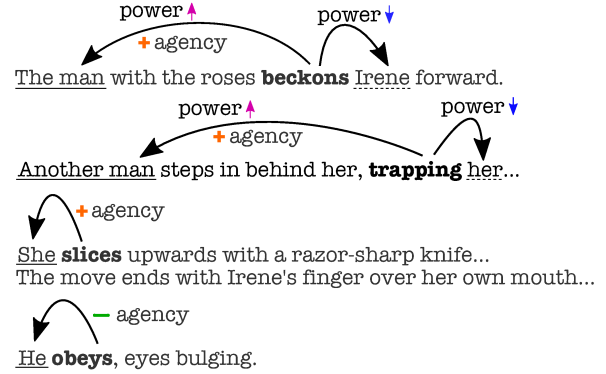 power power
+ agency
The man with the roses beckons Irene forward.
power power
+ agency
Another man steps in behind her, trapping her...
+ agency
She slices upwards with a razor-sharp knife...
The move ends with Irene's finger over her own mouth...
− agency
He obeys, eyes bulging.